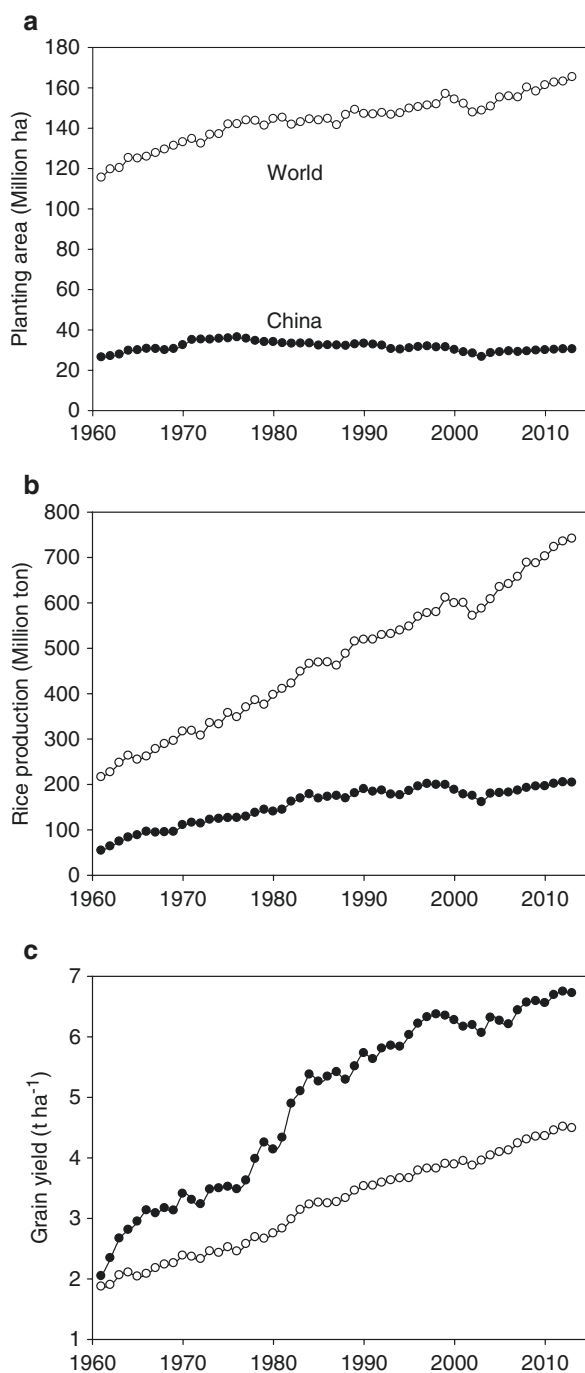 a
Planting area (Million ha)
180
160
140
120
100
80
60
40
20
0
World
China
1960 1970 1980 1990 2000 2010
b
Rice production (Million ton)
800
700
600
500
400
300
200
100
0
1960 1970 1980 1990 2000 2010
c
Grain yield (t ha⁻¹)
7
6
5
4
3
2
1
1960 1970 1980 1990 2000 2010